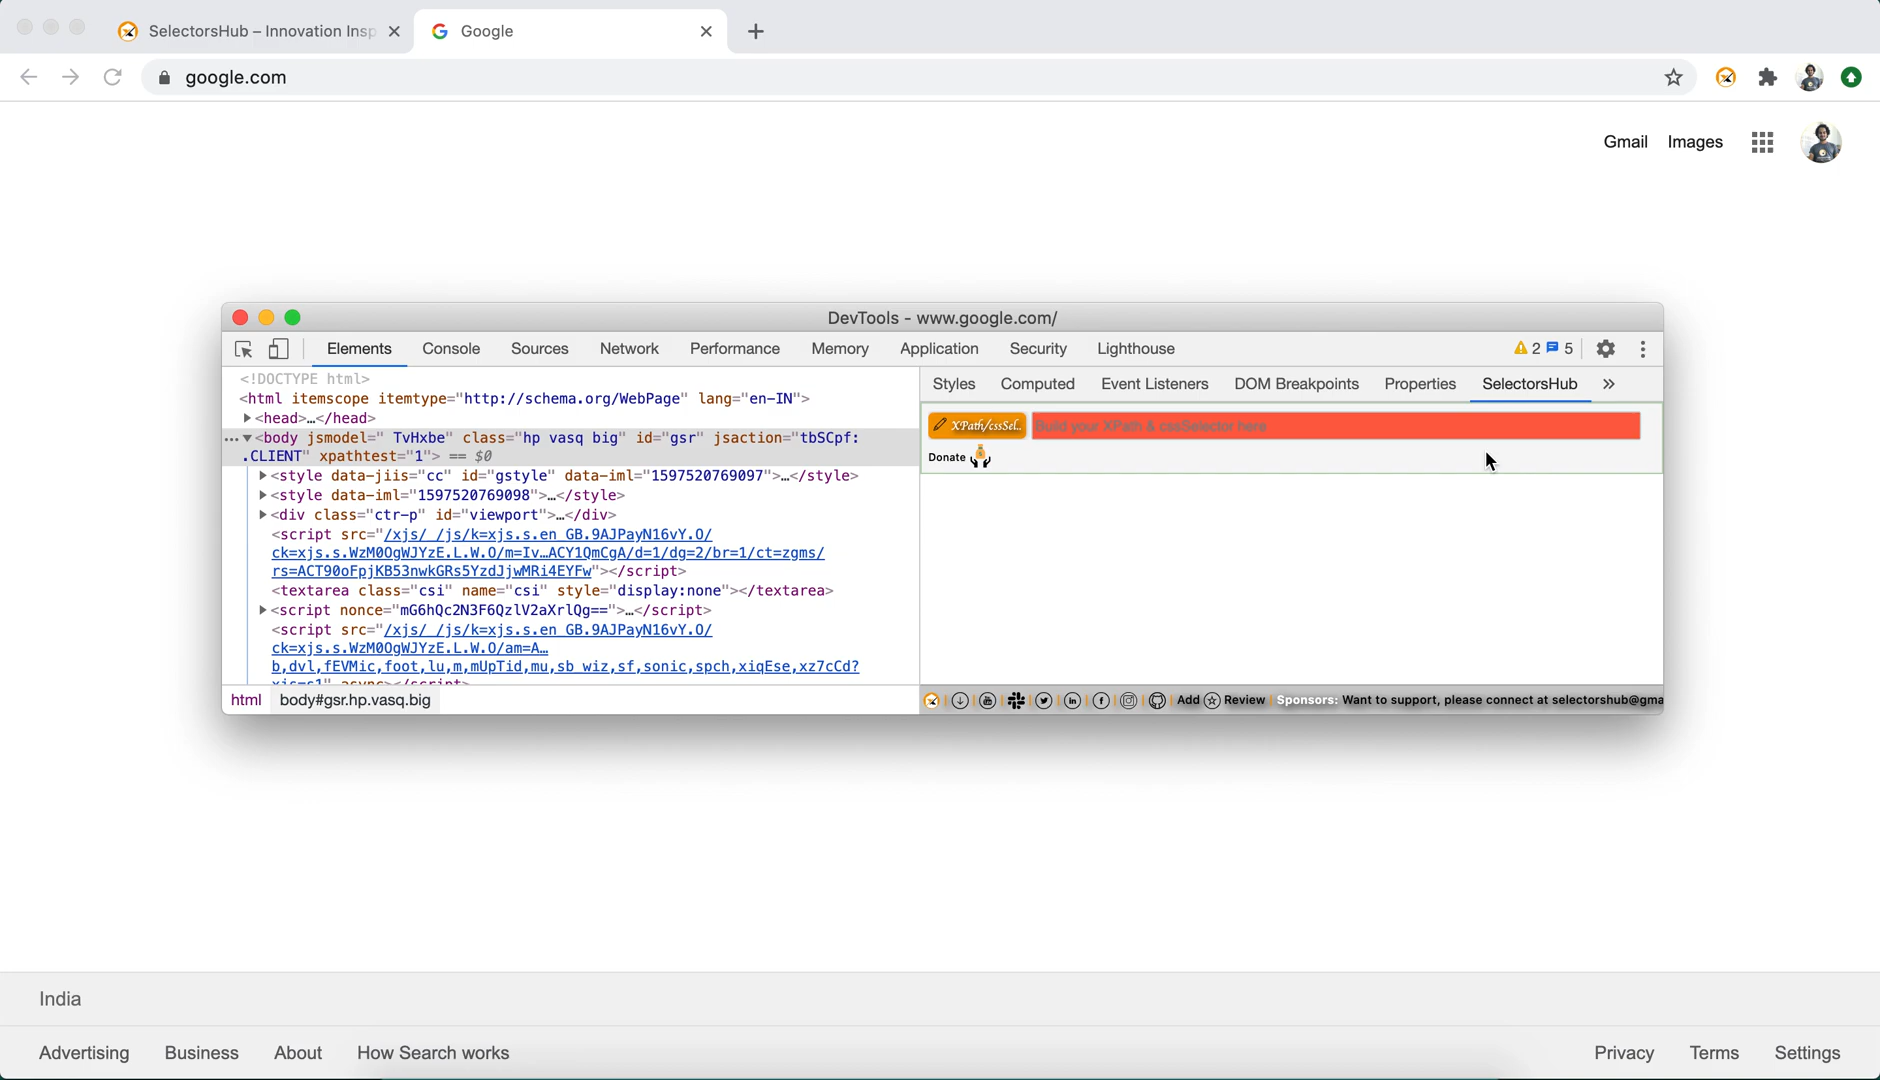 SelectorsHub – Innovation Insp
Google
google.com
Gmail Images
DevTools - www.google.com/
Elements Console Sources Network Performance Memory Application Security Lighthouse 2 5
<!DOCTYPE html>
<html itemscope itemtype="http://schema.org/WebPage" lang="en-IN">
<head>…</head>
<body jsmodel=" TvHxbe" class="hp vasq big" id="gsr" jsaction="tbSCpf:
.CLIENT" xpathtest="1"> == $0
<style data-jiis="cc" id="gstyle" data-iml="1597520769097">…</style>
<style data-iml="1597520769098">…</style>
<div class="ctr-p" id="viewport">…</div>
<script src="/xjs/_/js/k=xjs.s.en_GB.9AJPayN16vY.O/
ck=xjs.s.WzM0OgWJYzE.L.W.O/m=Iv…ACY1QmCgA/d=1/dg=2/br=1/ct=zgms/
rs=ACT90oFpjKB53nwkGRs5YzdJjwMRi4EYFw"></script>
<textarea class="csi" name="csi" style="display:none"></textarea>
<script nonce="mG6hQc2N3F6QzlV2aXrlQg==">…</script>
<script src="/xjs/_/js/k=xjs.s.en_GB.9AJPayN16vY.O/
ck=xjs.s.WzM0OgWJYzE.L.W.O/am=A…
b,dvl,fEVMic,foot,lu,m,mUpTid,mu,sb_wiz,sf,sonic,spch,xiqEse,xz7cCd?
xjs=s1" async></script>
html body#gsr.hp.vasq.big
Styles Computed Event Listeners DOM Breakpoints Properties SelectorsHub »
XPath/cssSel.. Build your XPath & cssSelector here
Donate
Add Review Sponsors: Want to support, please connect at selectorshub@gma
India
Advertising Business About How Search works Privacy Terms Settings